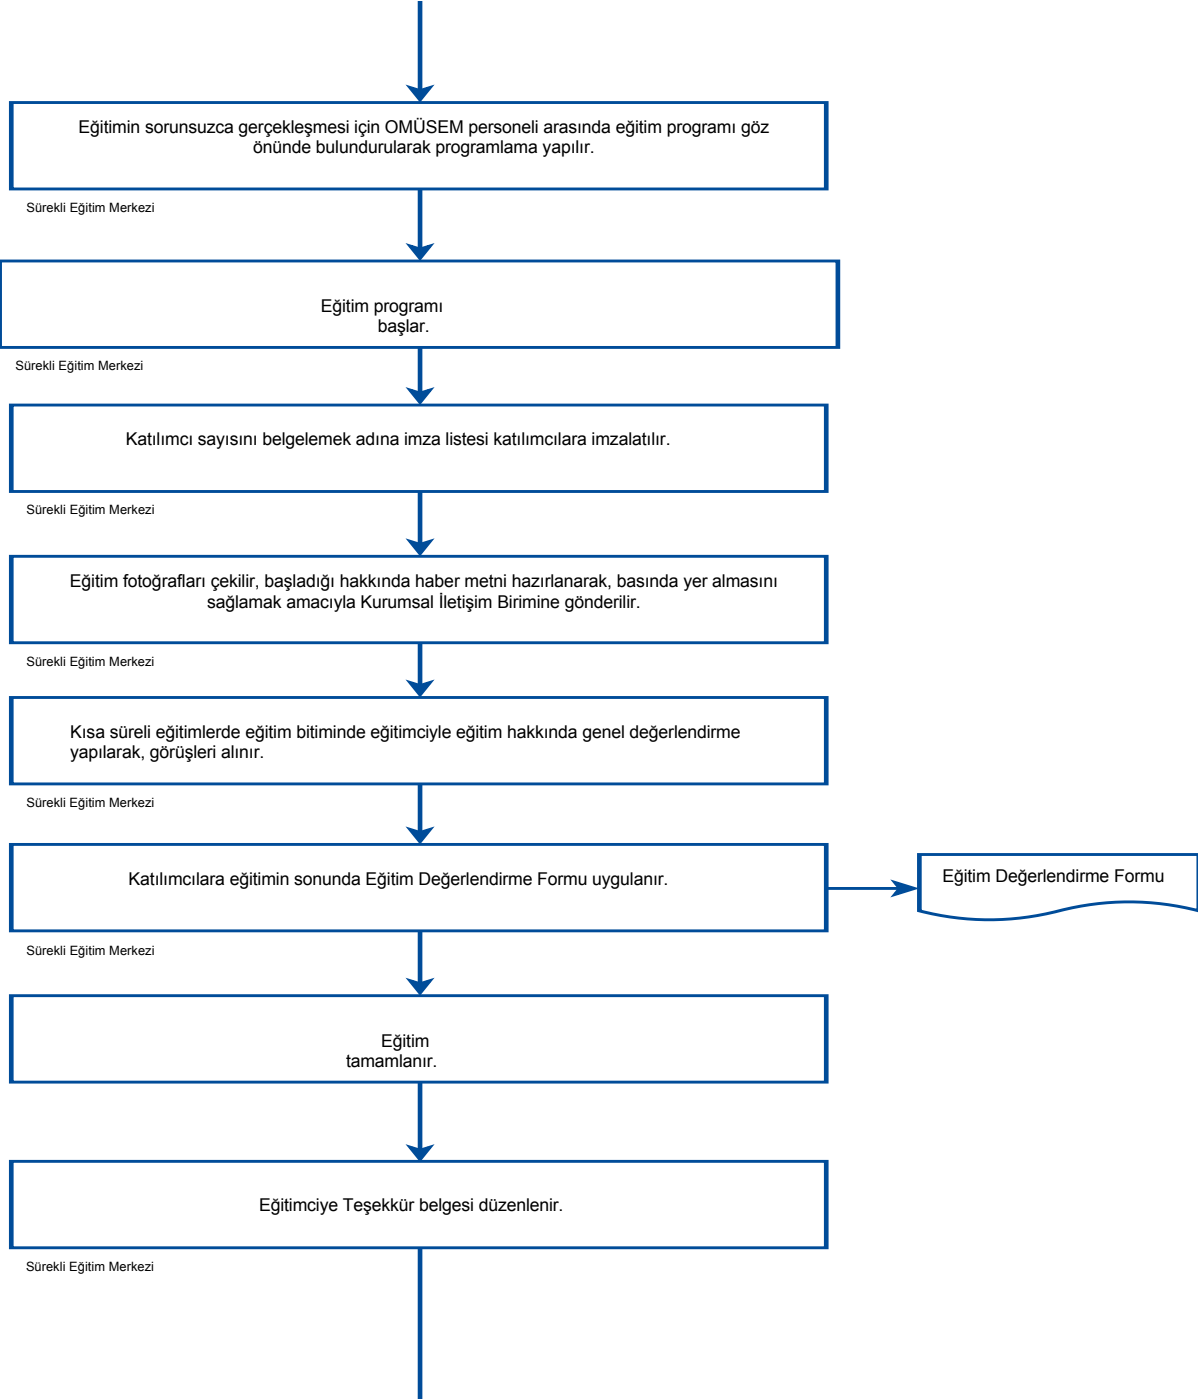 Eğitimin sorunsuzca gerçekleşmesi için OMÜSEM personeli arasında eğitim programı göz
önünde bulundurularak programlama yapılır.
Sürekli Eğitim Merkezi
Eğitim programı
başlar.
Sürekli Eğitim Merkezi
Katılımcı sayısını belgelemek adına imza listesi katılımcılara imzalatılır.
Sürekli Eğitim Merkezi
Eğitim fotoğrafları çekilir, başladığı hakkında haber metni hazırlanarak, basında yer almasını
sağlamak amacıyla Kurumsal İletişim Birimine gönderilir.
Sürekli Eğitim Merkezi
Kısa süreli eğitimlerde eğitim bitiminde eğitimciyle eğitim hakkında genel değerlendirme
yapılarak, görüşleri alınır.
Sürekli Eğitim Merkezi
Katılımcılara eğitimin sonunda Eğitim Değerlendirme Formu uygulanır.
Eğitim Değerlendirme Formu
Sürekli Eğitim Merkezi
Eğitim
tamamlanır.
Eğitimciye Teşekkür belgesi düzenlenir.
Sürekli Eğitim Merkezi